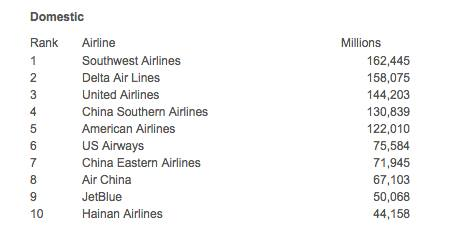 Domestic
Rank Airline Millions
1 Southwest Airlines 162,445
2 Delta Air Lines 158,075
3 United Airlines 144,203
4 China Southern Airlines 130,839
5 American Airlines 122,010
6 US Airways 75,584
7 China Eastern Airlines 71,945
8 Air China 67,103
9 JetBlue 50,068
10 Hainan Airlines 44,158